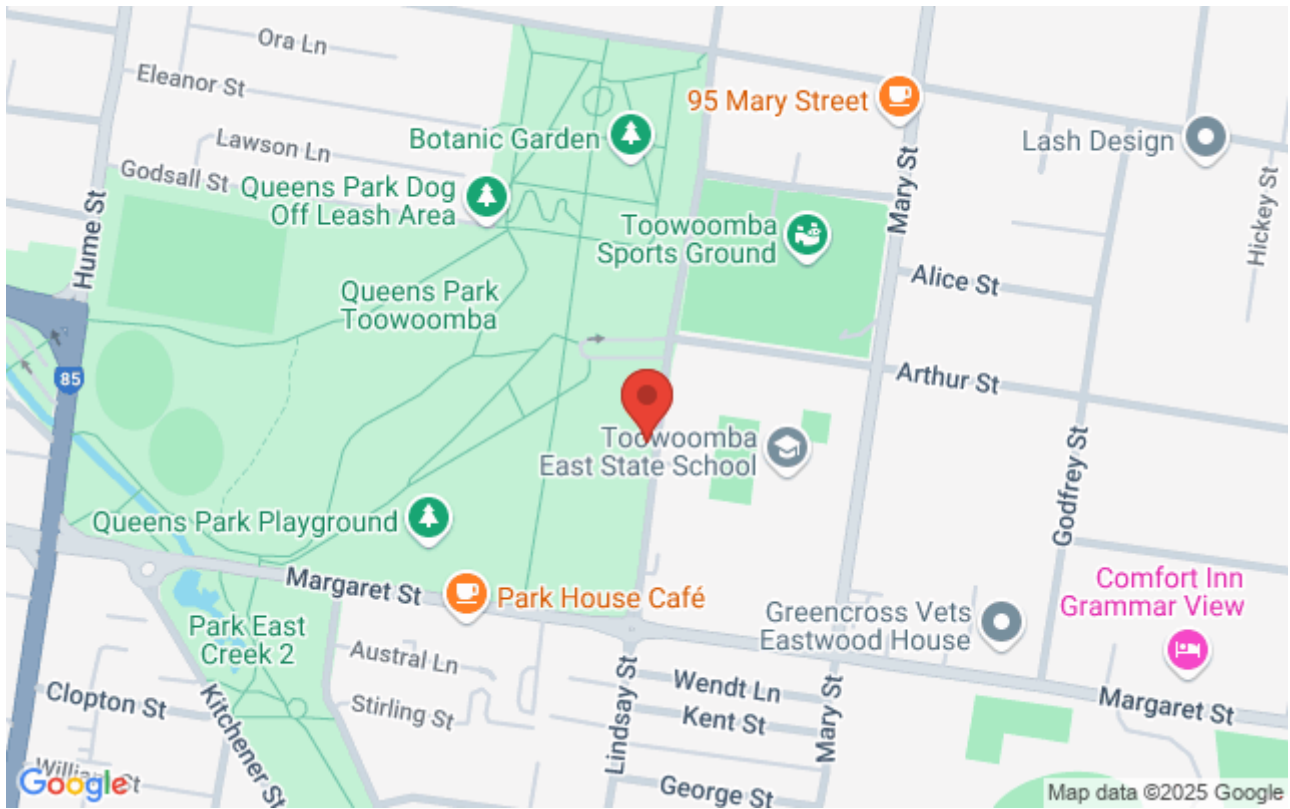 Ora Ln
Eleanor St
95 Mary Street
Botanic Garden
Lash Design
Lawson Ln
Godsall St
Queens Park Dog
Off Leash Area
Mary St
Hickey St
Toowoomba
Sports Ground
Hume St
Alice St
Queens Park
Toowoomba
85
Arthur St
Toowoomba
East State School
Godfrey St
Queens Park Playground
Margaret St
Park House Café
Comfort Inn
Grammar View
Greencross Vets
Eastwood House
Park East
Creek 2
Austral Ln
Wendt Ln
Clopton St
Stirling St
Kent St
Margaret St
Kitchener St
Lindsay St
Mary St
George St
Google
Map data ©2025 Google